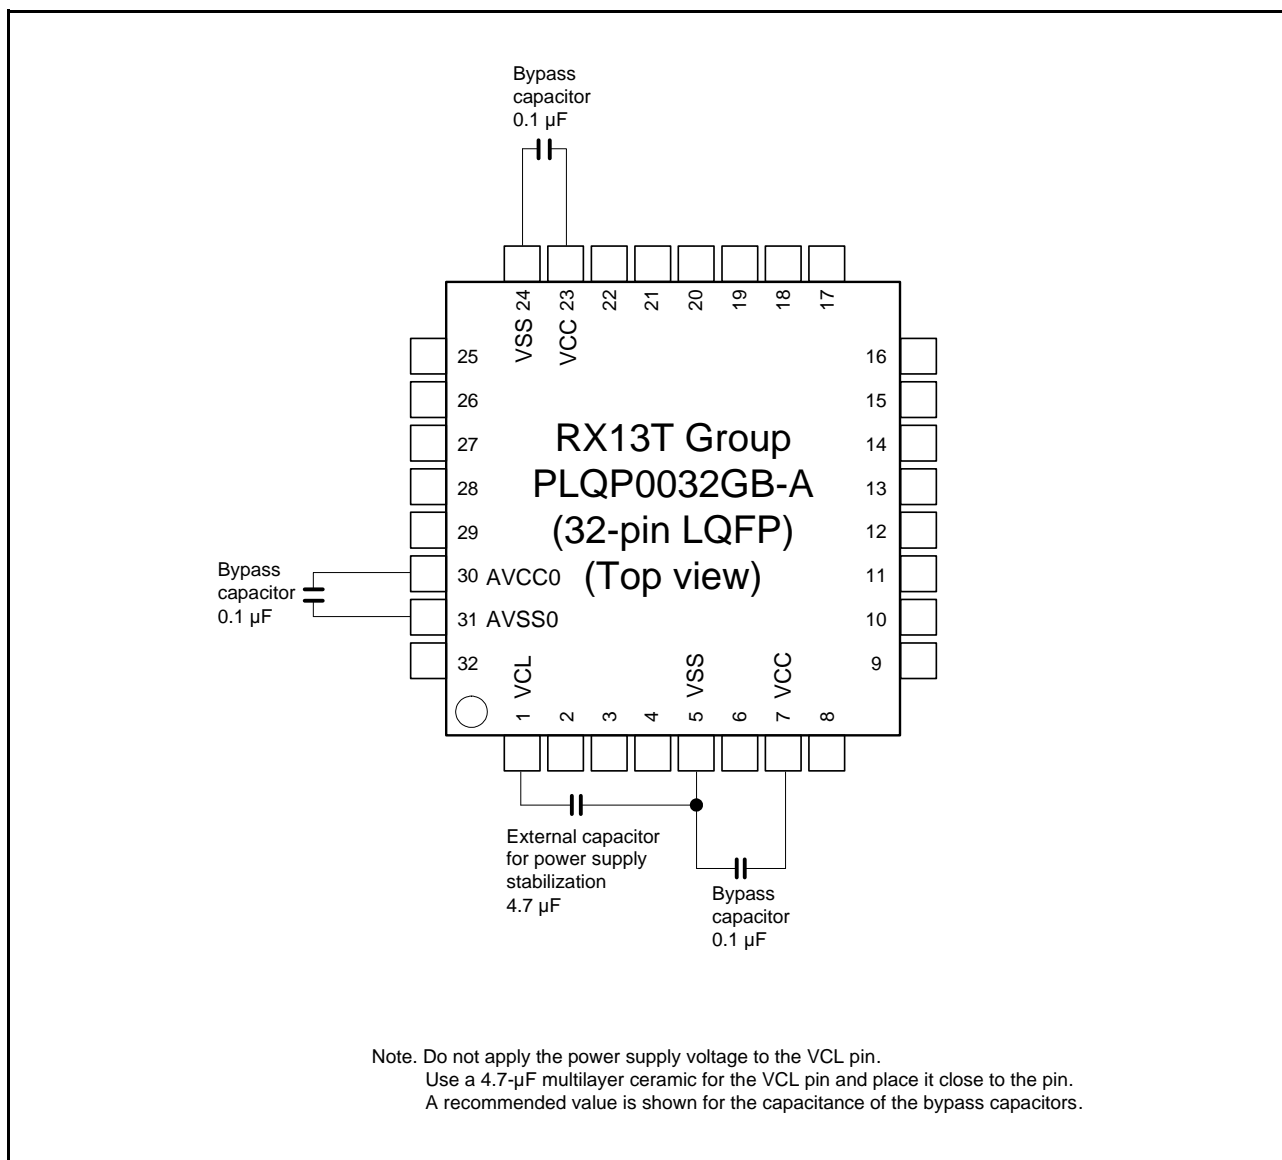 Bypass
capacitor
0.1 µF
24
23
22
21
20
19
18
17
VSS
VCC
25
26
27
28
29
30 AVCC0
31 AVSS0
32
16
15
14
13
12
11
10
9
RX13T Group
PLQP0032GB-A
(32-pin LQFP)
(Top view)
Bypass
capacitor
0.1 µF
VCL
VSS
VCC
1
2
3
4
5
6
7
8
External capacitor
for power supply
stabilization
4.7 µF
Bypass
capacitor
0.1 µF
Note. Do not apply the power supply voltage to the VCL pin.
Use a 4.7-µF multilayer ceramic for the VCL pin and place it close to the pin.
A recommended value is shown for the capacitance of the bypass capacitors.